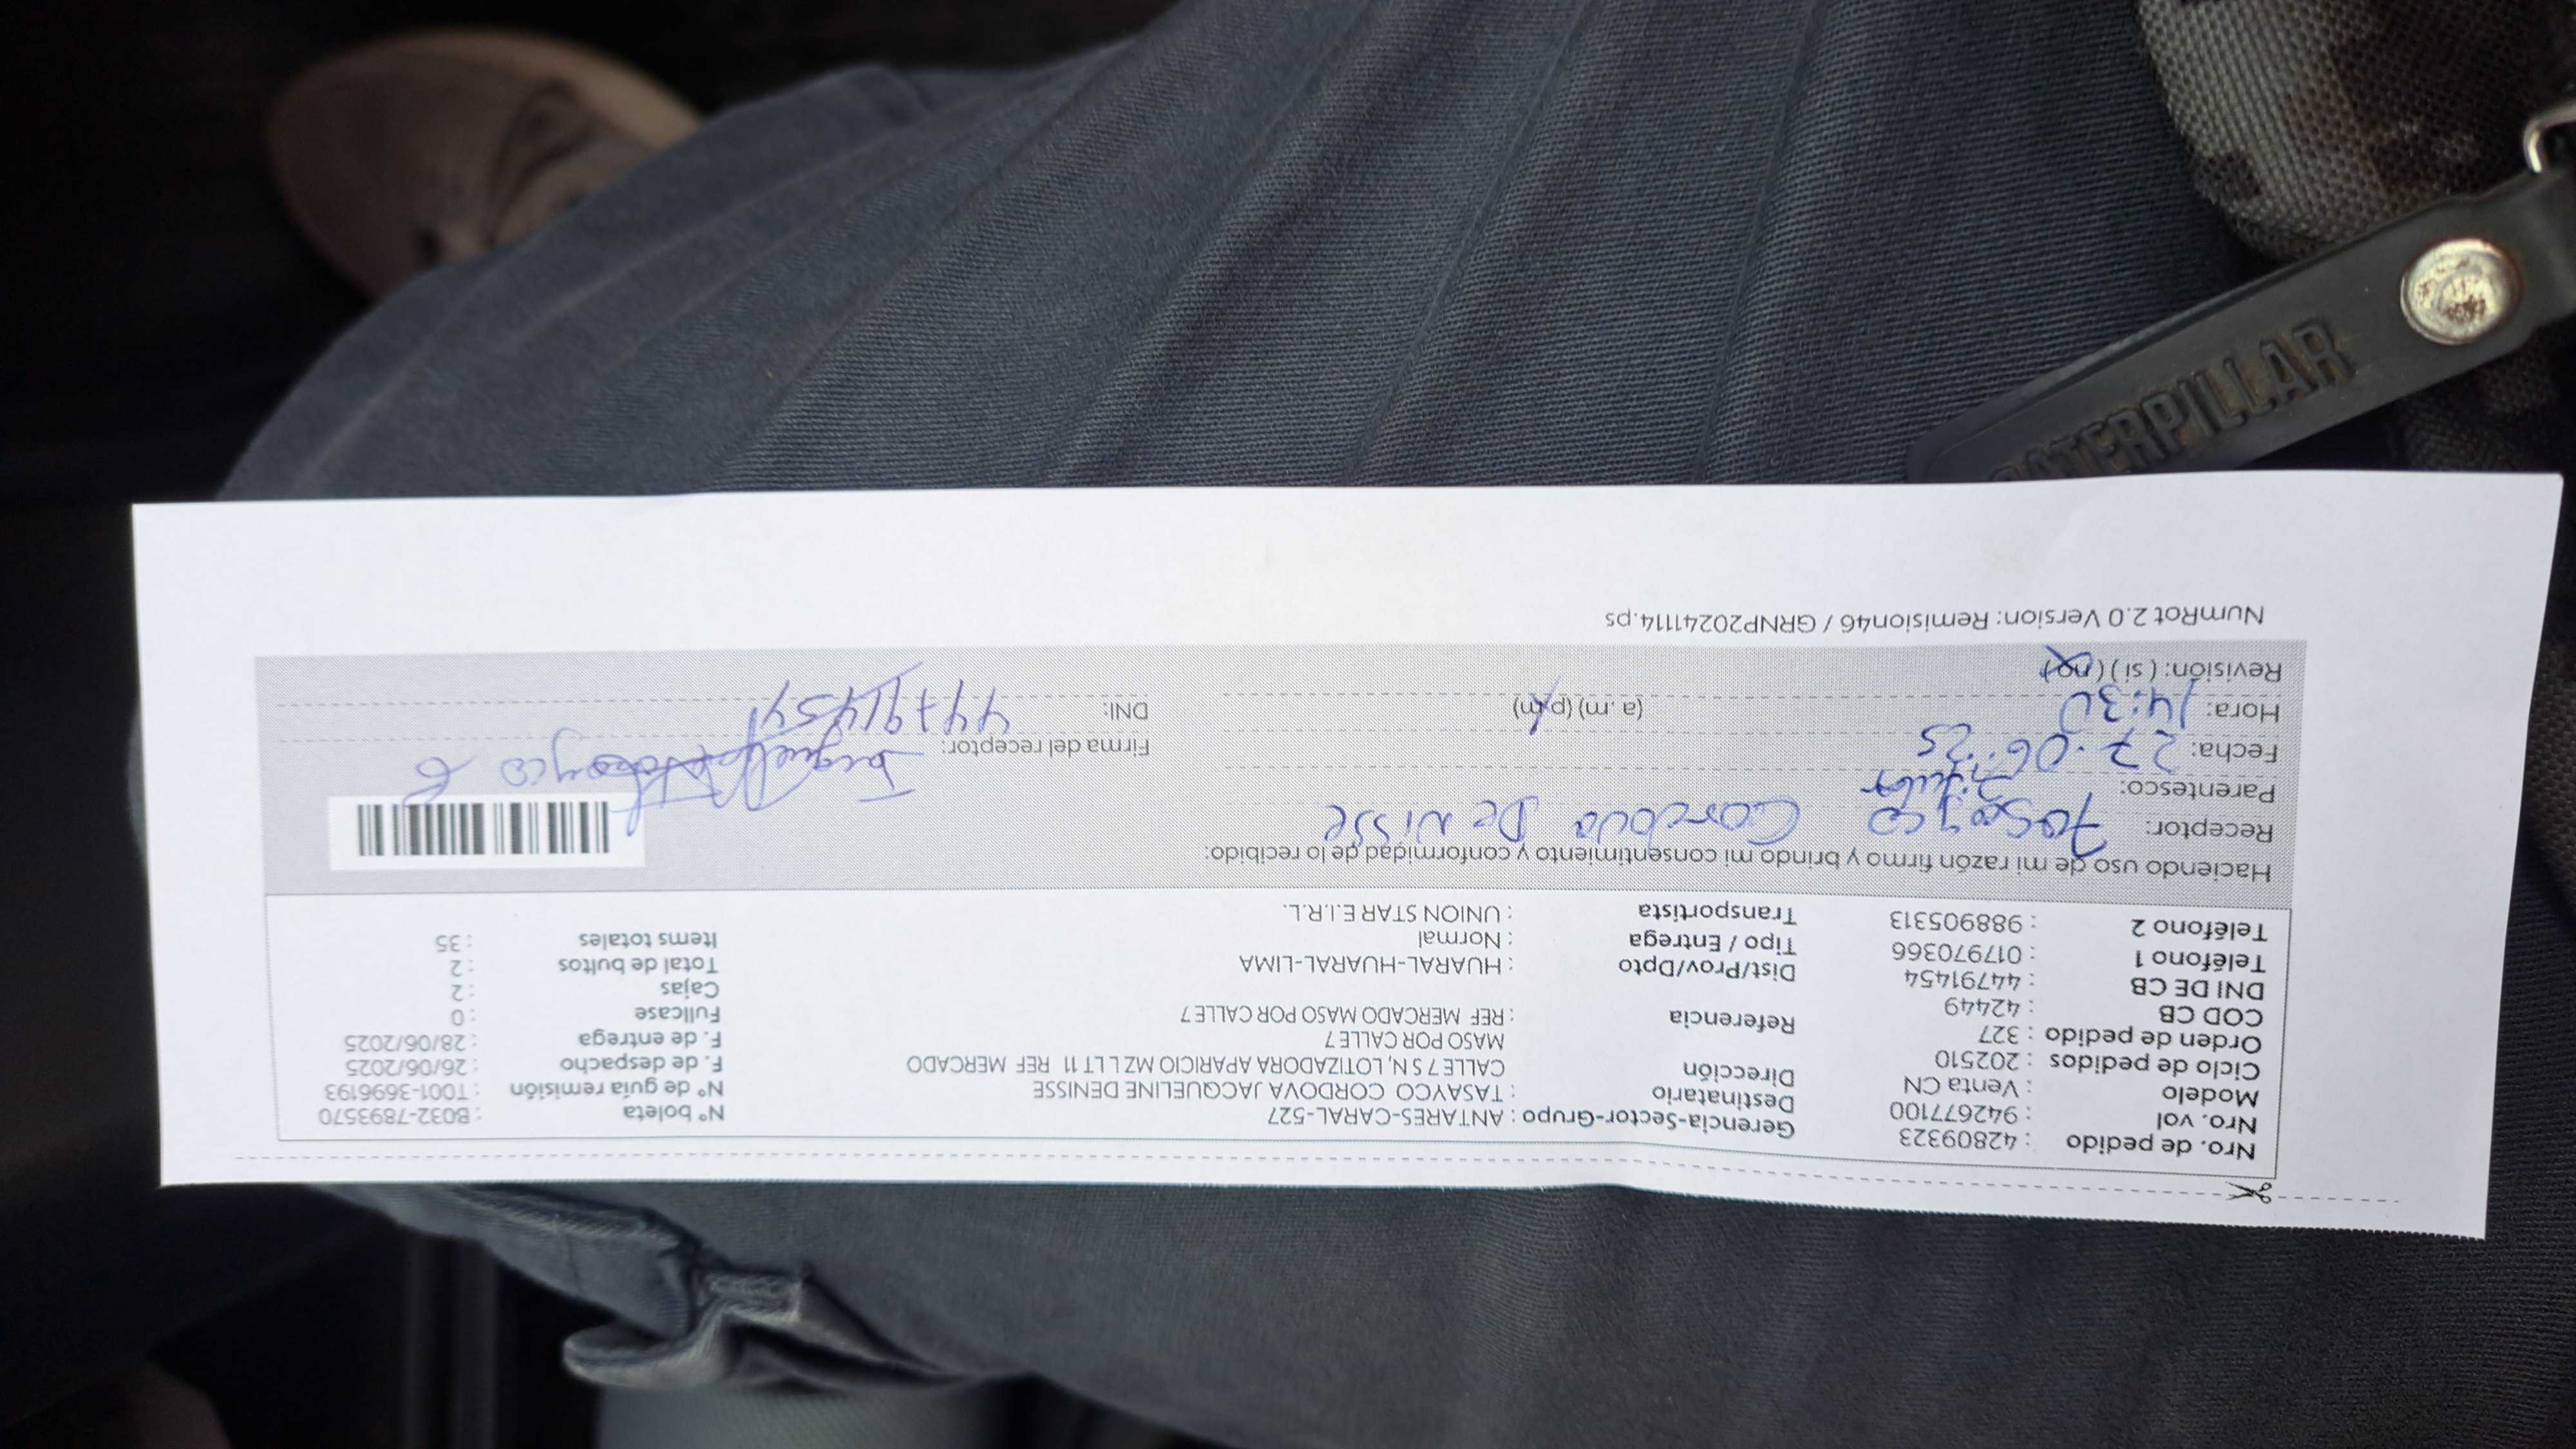 Nro. de pedido : 42809323
Nro. vol : 942677100
Modelo : Venta CN
Ciclo de pedidos : 202510
Orden de pedido : 327
COD CB : 42449
DNI DE CB : 44791454
Teléfono 1 : 017970366
Teléfono 2 : 988905313
Gerencia-Sector-Grupo : ANTARES-CARAL-527
Destinatario : TASAYCO CORDOVA JACQUELINE DENISSE
Dirección : CALLE 7 S N, LOTIZADORA APARICIO MZ L LT 11 REF MERCADO
MASO POR CALLE 7
Referencia : REF MERCADO MASO POR CALLE 7
Dist/Prov/Dpto : HUARAL-HUARAL-LIMA
Tipo / Entrega : Normal
Transportista : UNION STAR E.I.R.L.
N° boleta : B032-7893570
N° de guía remisión : T001-3696193
F. de despacho : 26/06/2025
F. de entrega : 28/06/2025
Fullcase : 0
Cajas : 2
Total de bultos : 2
Items totales : 35
Haciendo uso de mi razón firmo y brindo mi consentimiento y conformidad de lo recibido:
Receptor: Tasayco Cordova Denisse
Parentesco: Titular
Fecha: 27.06.25
Hora: 14:30 (a.m) (p.m)
Revisión: (si) (no)
Firma del receptor:
DNI: 44791454
NumRot 2.0 Version: Remision46 / GRNP20241114.ps
CATERPILLAR